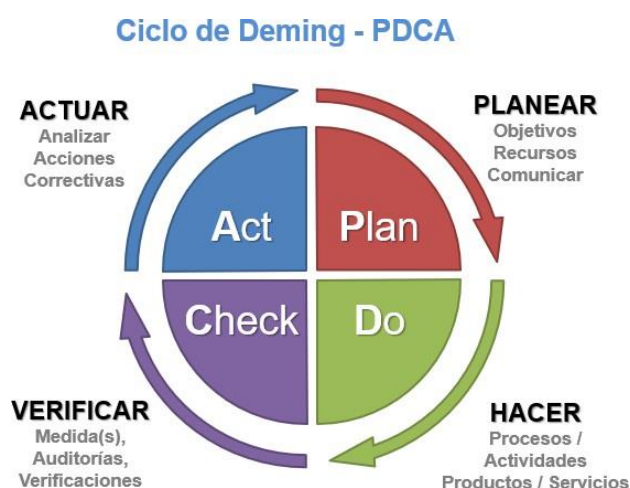 Ciclo de Deming - PDCA
ACTUAR
Analizar
Acciones
Correctivas
PLANEAR
Objetivos
Recursos
Comunicar
Act
Plan
Check
Do
VERIFICAR
Medida(s),
Auditorías,
Verificaciones
HACER
Procesos /
Actividades
Productos / Servicios